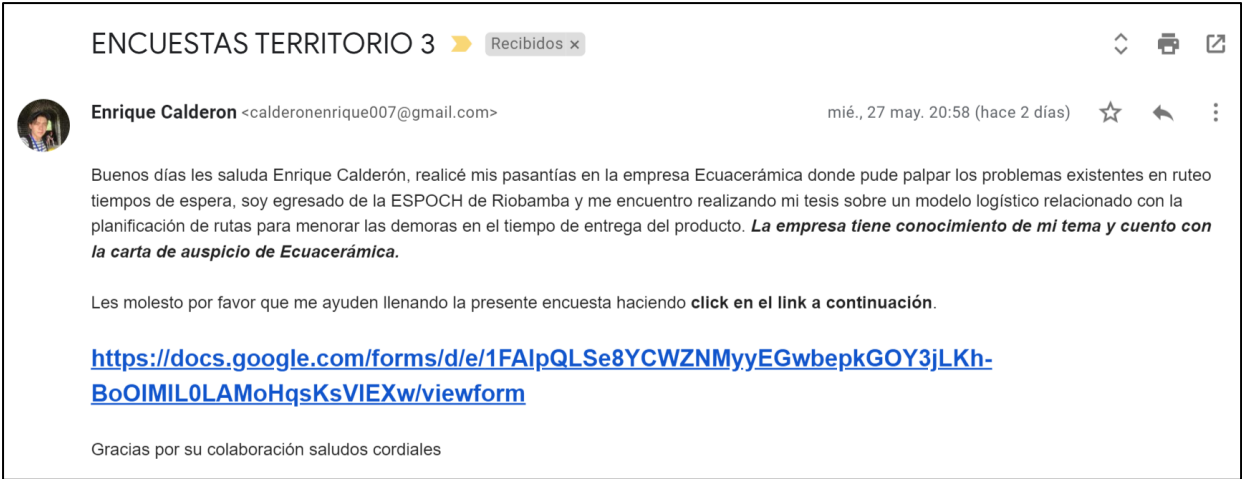 ENCUESTAS TERRITORIO 3 Recibidos ×
Enrique Calderon <calderonenrique007@gmail.com> mié., 27 may. 20:58 (hace 2 días)
Buenos días les saluda Enrique Calderón, realicé mis pasantías en la empresa Ecuacerámica donde pude palpar los problemas existentes en ruteo
tiempos de espera, soy egresado de la ESPOCH de Riobamba y me encuentro realizando mi tesis sobre un modelo logístico relacionado con la
planificación de rutas para menorar las demoras en el tiempo de entrega del producto. La empresa tiene conocimiento de mi tema y cuento con
la carta de auspicio de Ecuacerámica.
Les molesto por favor que me ayuden llenando la presente encuesta haciendo click en el link a continuación.
https://docs.google.com/forms/d/e/1FAIpQLSe8YCWZNMyyEGwbepkGOY3jLKh-
BoOIMIL0LAMoHqsKsVIEXw/viewform
Gracias por su colaboración saludos cordiales